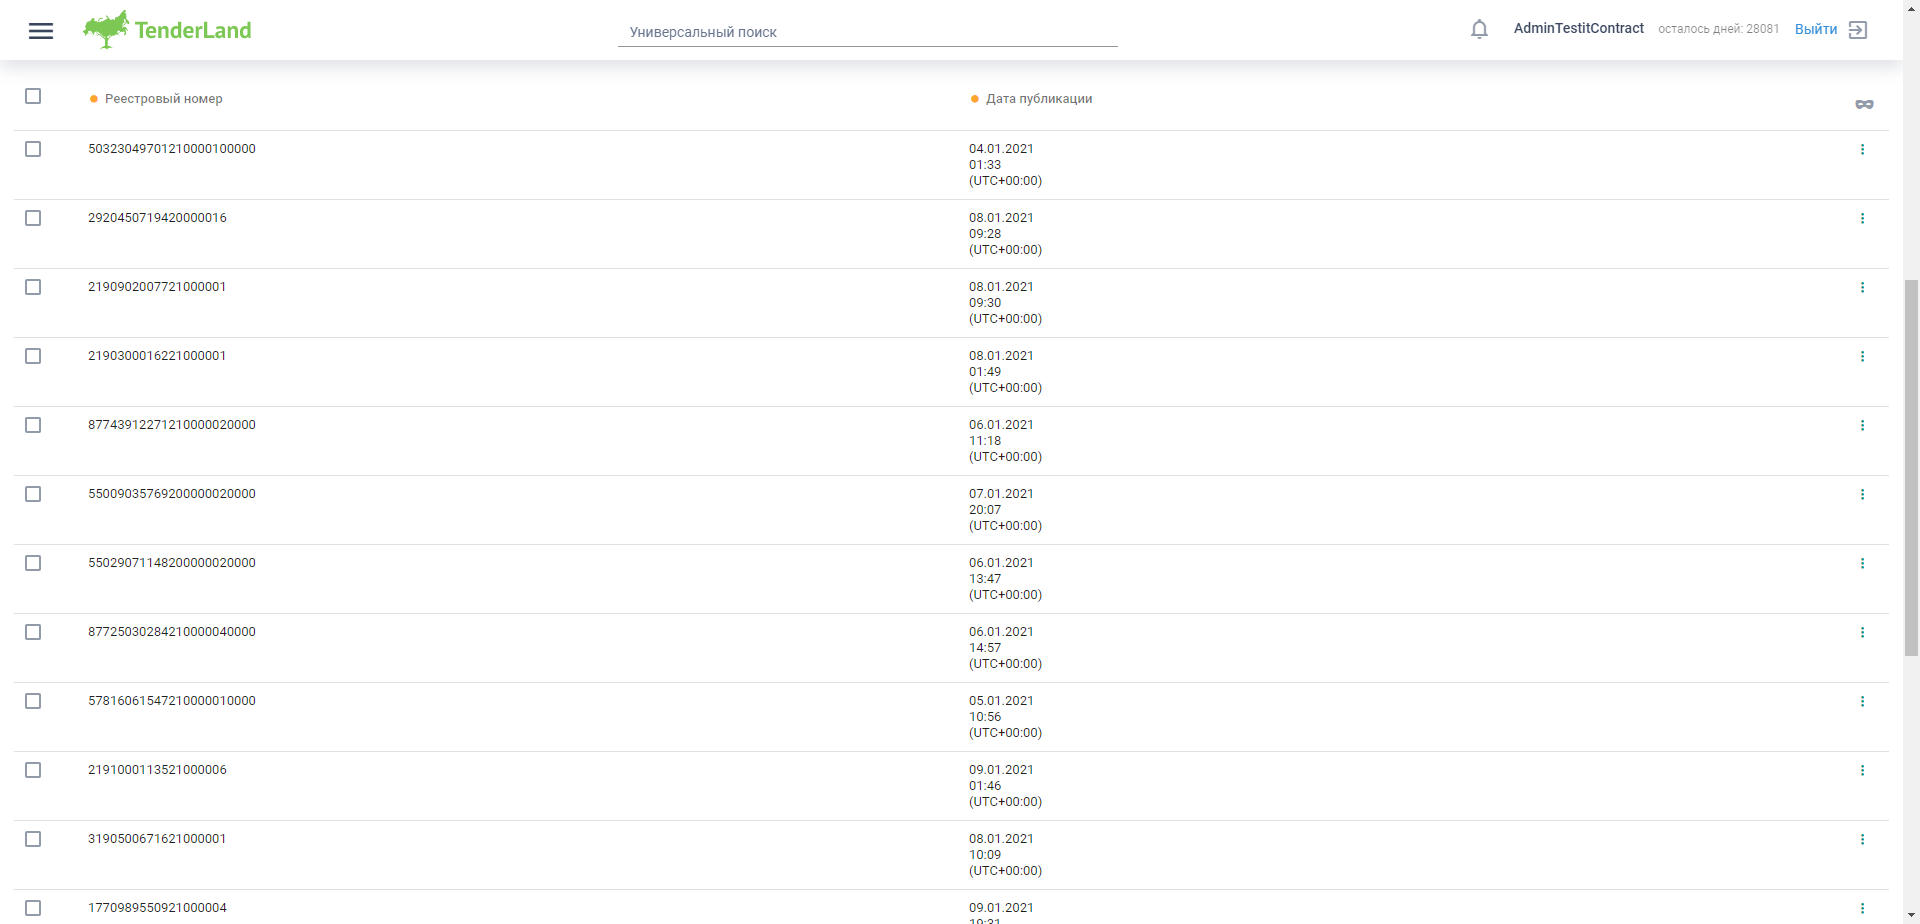 TenderLand
Универсальный поиск
AdminTestitContract
осталось дней: 28081
Выйти
Реестровый номер
Дата публикации
50323049701210000100000
04.01.2021
01:33
(UTC+00:00)
2920450719420000016
08.01.2021
09:28
(UTC+00:00)
2190902007721000001
08.01.2021
09:30
(UTC+00:00)
2190300016221000001
08.01.2021
01:49
(UTC+00:00)
87743912271210000020000
06.01.2021
11:18
(UTC+00:00)
55009035769200000020000
07.01.2021
20:07
(UTC+00:00)
55029071148200000020000
06.01.2021
13:47
(UTC+00:00)
87725030284210000040000
06.01.2021
14:57
(UTC+00:00)
57816061547210000010000
05.01.2021
10:56
(UTC+00:00)
2191000113521000006
09.01.2021
01:46
(UTC+00:00)
3190500671621000001
08.01.2021
10:09
(UTC+00:00)
1770989550921000004
09.01.2021
19:31